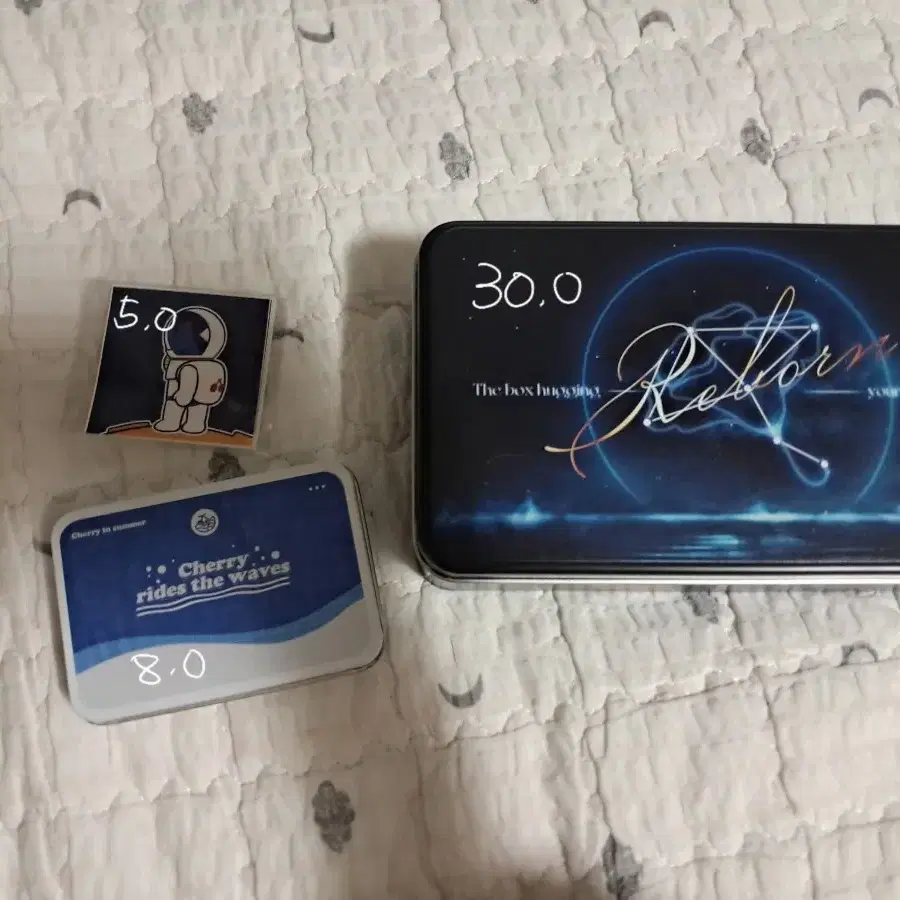 5.0
30.0
The box hugging
Reborn
your
Cherry in summer
Cherry
rides the waves
8.0